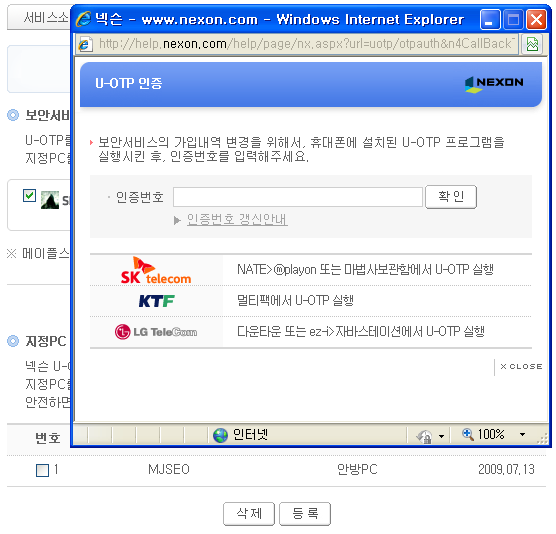 서비스소
넥슨 - www.nexon.com - Windows Internet Explorer
http://help.nexon.com/help/page/nx.aspx?url=uotp/otpauth&n4CallBack
U-OTP 인증
NEXON
보안서비
U-OTP를
지정PC를
보안서비스의 가입내역 변경을 위해서, 휴대폰에 설치된 U-OTP 프로그램을
실행시킨 후, 인증번호를 입력해주세요.
인증번호
확 인
인증번호 갱신안내
※ 메이플스
SK telecom
NATE>ⓜplayon 또는 마법사보관함에서 U-OTP 실행
KTF
멀티팩에서 U-OTP 실행
LG TeleCom
다운타운 또는 ez-i>자바스테이션에서 U-OTP 실행
지정PC
넥슨 U-O
지정PC를
안전하면
× CLOSE
인터넷
100%
번호
1
MJSEO
안방PC
2009.07.13
삭 제
등 록